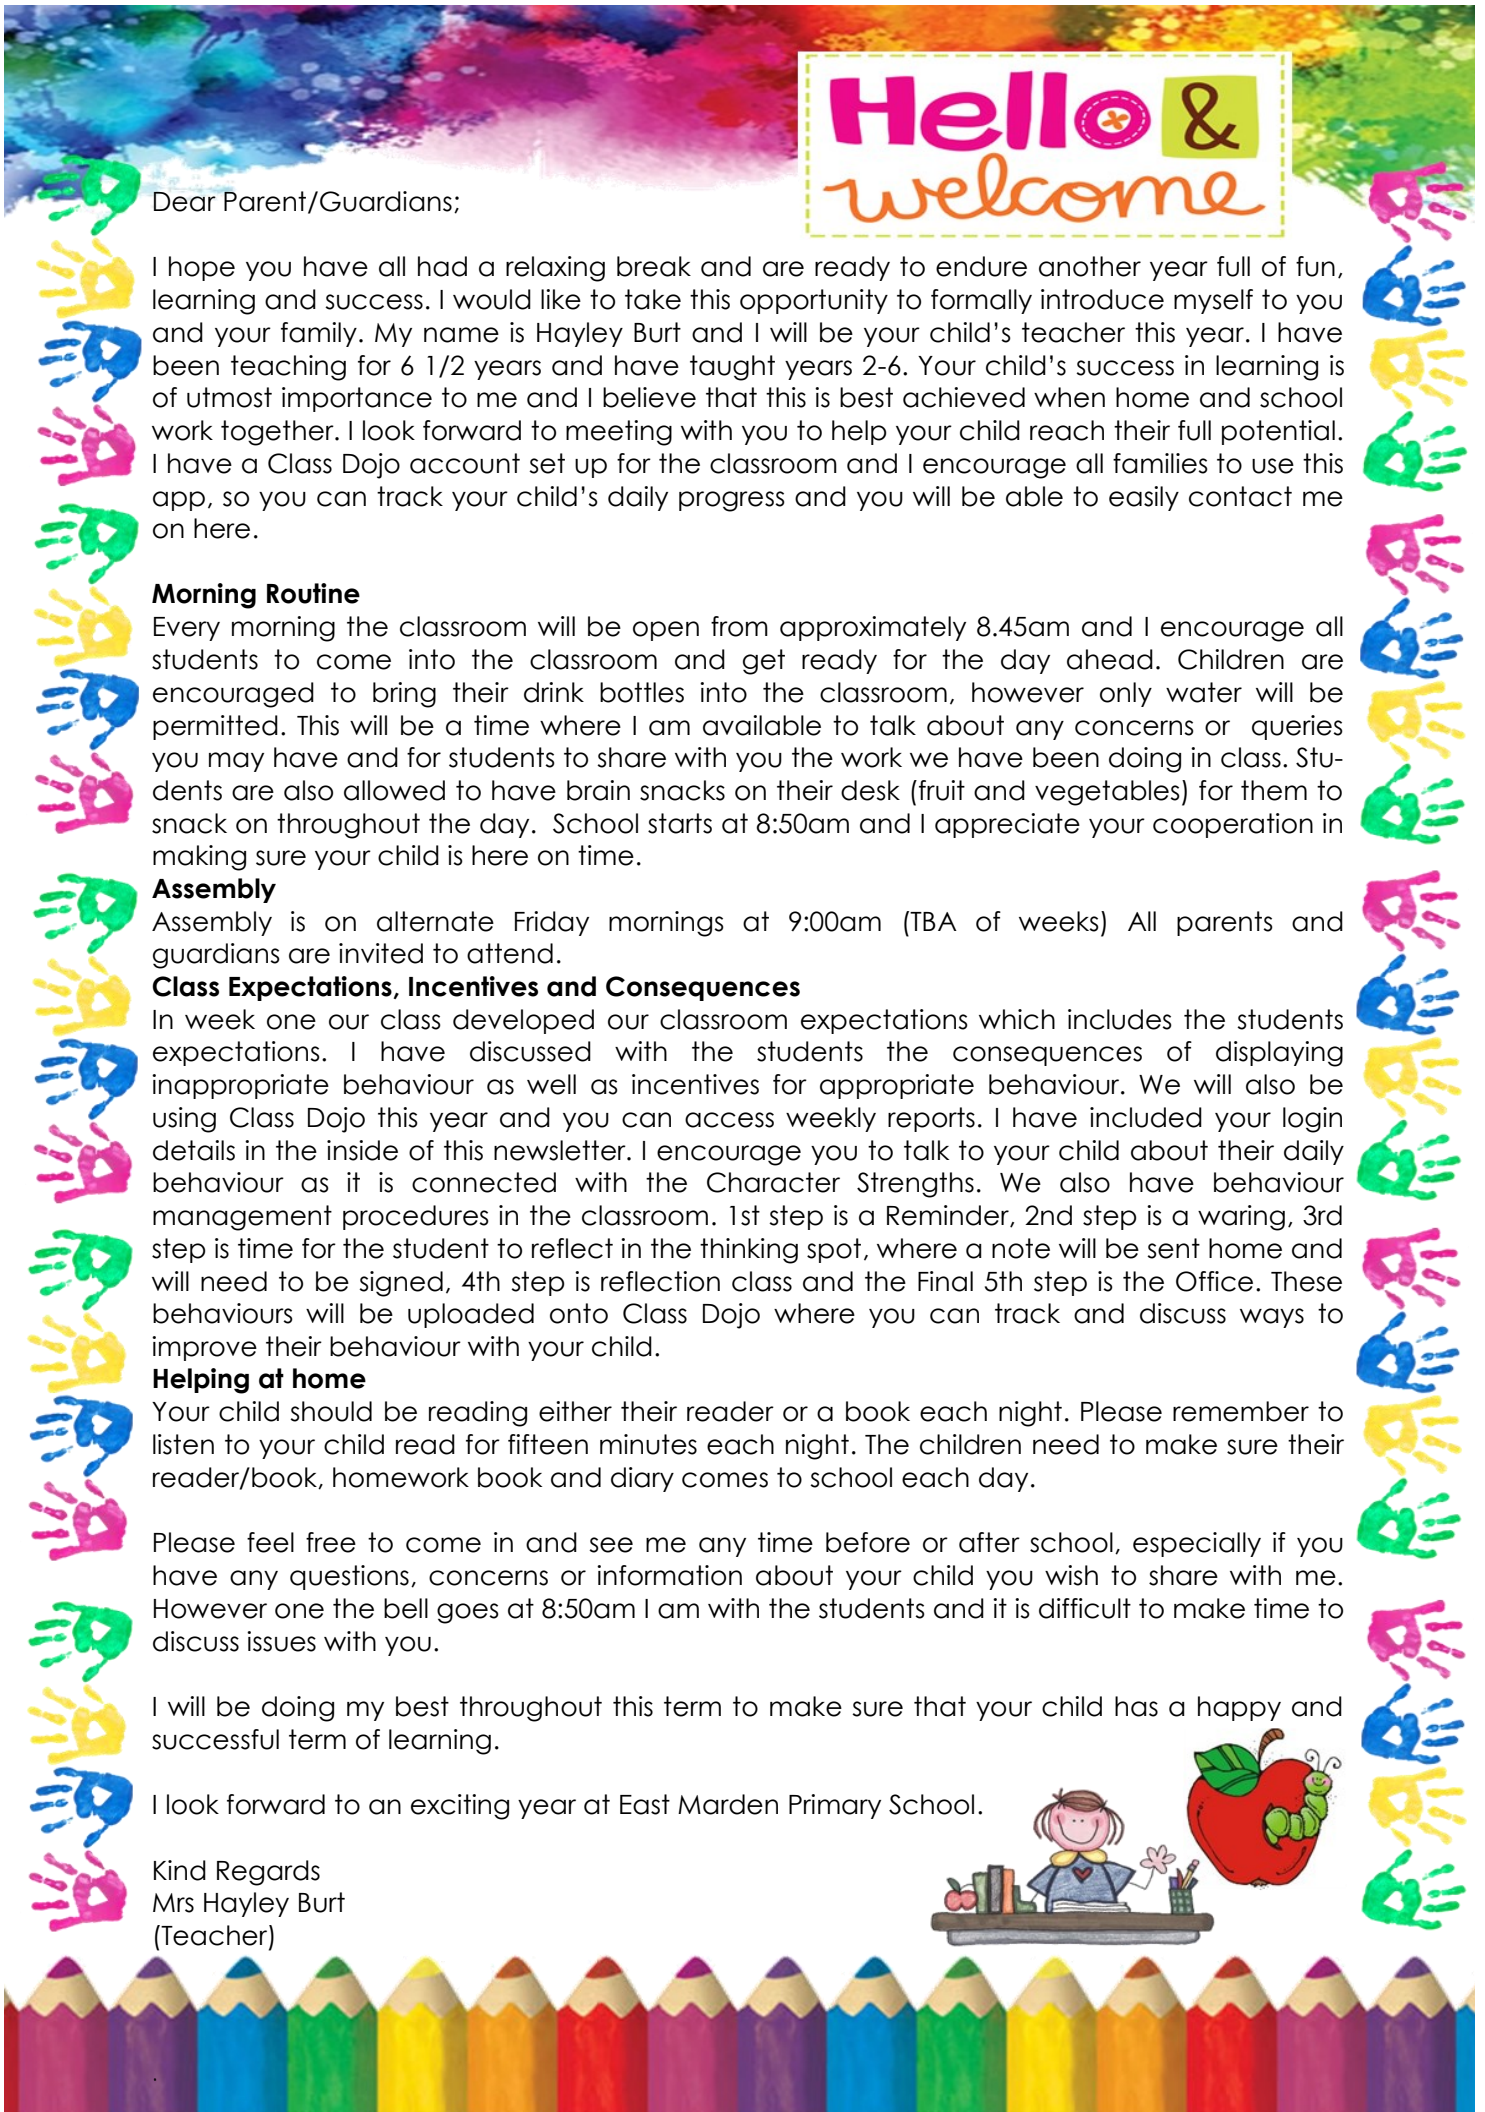 Hello &
welcome
Dear Parent/Guardians;
I hope you have all had a relaxing break and are ready to endure another year full of fun,
learning and success. I would like to take this opportunity to formally introduce myself to you
and your family. My name is Hayley Burt and I will be your child’s teacher this year. I have
been teaching for 6 1/2 years and have taught years 2-6. Your child’s success in learning is
of utmost importance to me and I believe that this is best achieved when home and school
work together. I look forward to meeting with you to help your child reach their full potential.
I have a Class Dojo account set up for the classroom and I encourage all families to use this
app, so you can track your child’s daily progress and you will be able to easily contact me
on here.
Morning Routine
Every morning the classroom will be open from approximately 8.45am and I encourage all
students to come into the classroom and get ready for the day ahead. Children are
encouraged to bring their drink bottles into the classroom, however only water will be
permitted. This will be a time where I am available to talk about any concerns or queries
you may have and for students to share with you the work we have been doing in class. Stu-
dents are also allowed to have brain snacks on their desk (fruit and vegetables) for them to
snack on throughout the day. School starts at 8:50am and I appreciate your cooperation in
making sure your child is here on time.
Assembly
Assembly is on alternate Friday mornings at 9:00am (TBA of weeks) All parents and
guardians are invited to attend.
Class Expectations, Incentives and Consequences
In week one our class developed our classroom expectations which includes the students
expectations. I have discussed with the students the consequences of displaying
inappropriate behaviour as well as incentives for appropriate behaviour. We will also be
using Class Dojo this year and you can access weekly reports. I have included your login
details in the inside of this newsletter. I encourage you to talk to your child about their daily
behaviour as it is connected with the Character Strengths. We also have behaviour
management procedures in the classroom. 1st step is a Reminder, 2nd step is a waring, 3rd
step is time for the student to reflect in the thinking spot, where a note will be sent home and
will need to be signed, 4th step is reflection class and the Final 5th step is the Office. These
behaviours will be uploaded onto Class Dojo where you can track and discuss ways to
improve their behaviour with your child.
Helping at home
Your child should be reading either their reader or a book each night. Please remember to
listen to your child read for fifteen minutes each night. The children need to make sure their
reader/book, homework book and diary comes to school each day.
Please feel free to come in and see me any time before or after school, especially if you
have any questions, concerns or information about your child you wish to share with me.
However one the bell goes at 8:50am I am with the students and it is difficult to make time to
discuss issues with you.
I will be doing my best throughout this term to make sure that your child has a happy and
successful term of learning.
I look forward to an exciting year at East Marden Primary School.
Kind Regards
Mrs Hayley Burt
(Teacher)